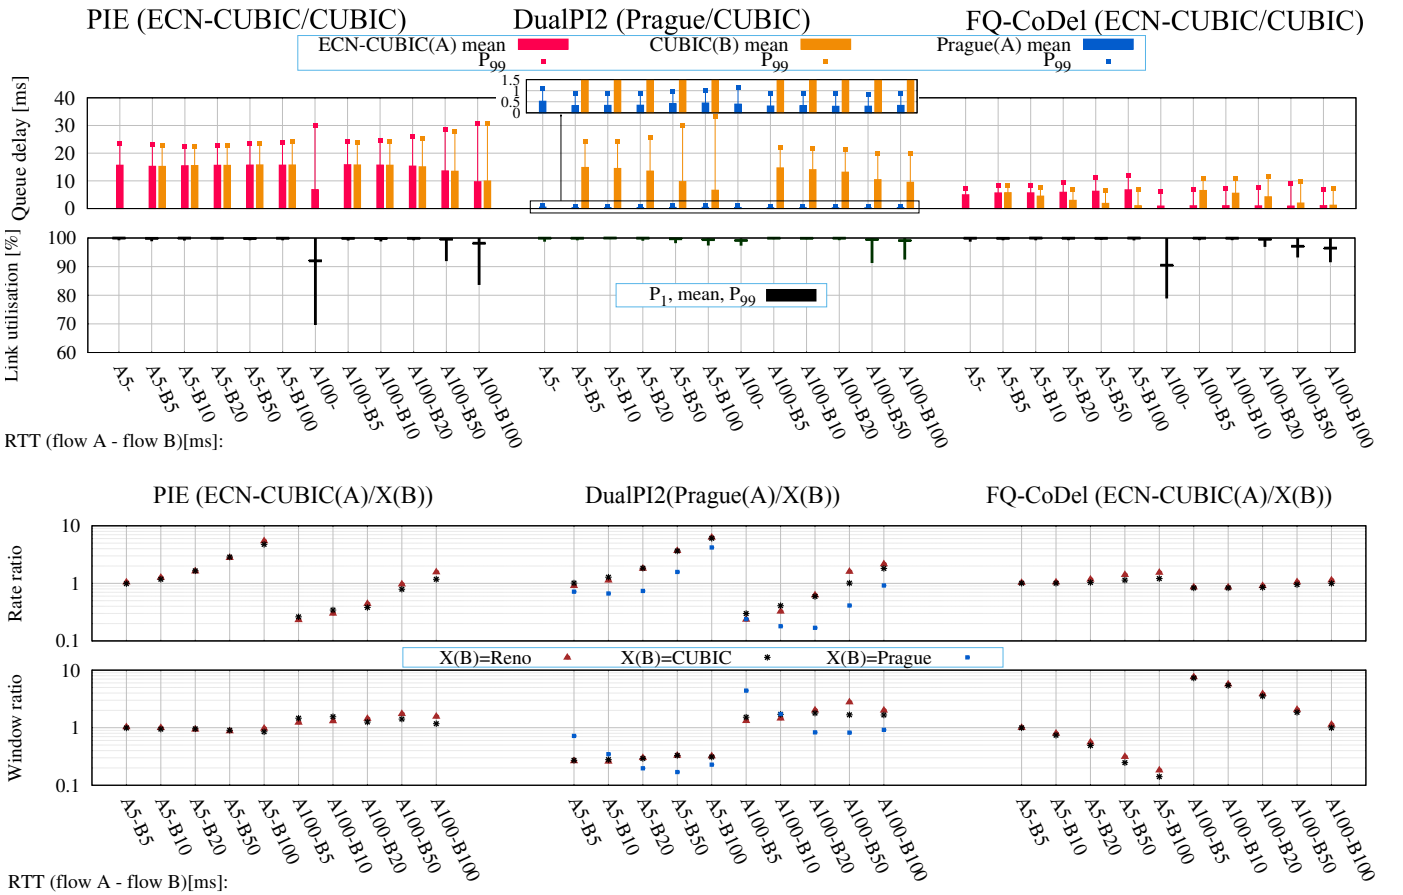 PIE (ECN-CUBIC/CUBIC)
DualPI2 (Prague/CUBIC)
FQ-CoDel (ECN-CUBIC/CUBIC)
ECN-CUBIC(A) mean
CUBIC(B) mean
Prague(A) mean
P99
P99
P99
Queue delay [ms]
40
30
20
10
0
1.5
1
0.5
0
Link utilisation [%]
100
90
80
70
60
P1, mean, P99
A5-
A5-B5
A5-B10
A5-B20
A5-B50
A5-B100
A100-
A100-B5
A100-B10
A100-B20
A100-B50
A100-B100
A5-
A5-B5
A5-B10
A5-B20
A5-B50
A5-B100
A100-
A100-B5
A100-B10
A100-B20
A100-B50
A100-B100
A5-
A5-B5
A5-B10
A5-B20
A5-B50
A5-B100
A100-
A100-B5
A100-B10
A100-B20
A100-B50
A100-B100
RTT (flow A - flow B)[ms]:
PIE (ECN-CUBIC(A)/X(B))
DualPI2(Prague(A)/X(B))
FQ-CoDel (ECN-CUBIC(A)/X(B))
Rate ratio
10
1
0.1
X(B)=Reno
X(B)=CUBIC
X(B)=Prague
Window ratio
10
1
0.1
A5-B5
A5-B10
A5-B20
A5-B50
A5-B100
A100-B5
A100-B10
A100-B20
A100-B50
A100-B100
A5-B5
A5-B10
A5-B20
A5-B50
A5-B100
A100-B5
A100-B10
A100-B20
A100-B50
A100-B100
A5-B5
A5-B10
A5-B20
A5-B50
A5-B100
A100-B5
A100-B10
A100-B20
A100-B50
A100-B100
RTT (flow A - flow B)[ms]: